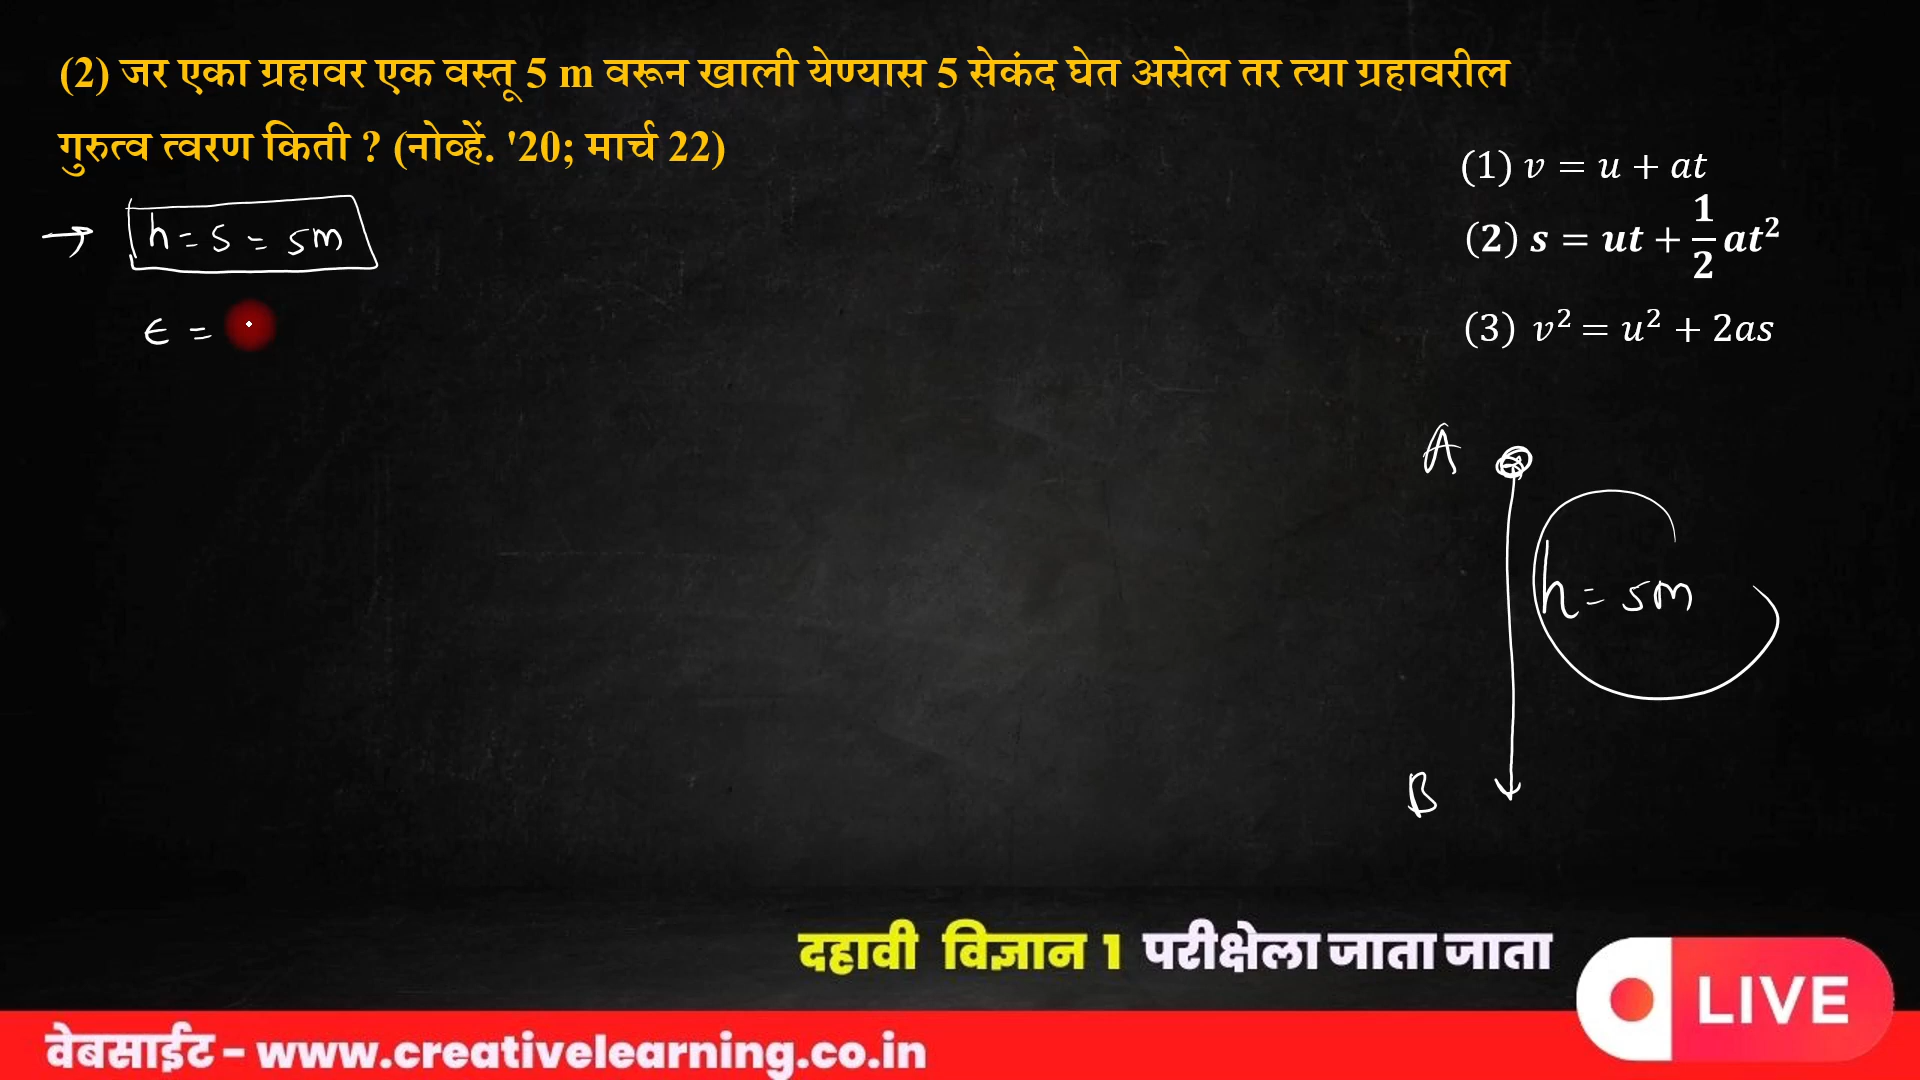 (2) जर एका ग्रहावर एक वस्तू 5 m वरून खाली येण्यास 5 सेकंद घेत असेल तर त्या ग्रहावरील
गुरुत्व त्वरण किती ? (नोव्हें. '20; मार्च 22)
(1) v = u + at
(2) s = ut + 1/2 at²
(3) v² = u² + 2as
→ h = s = 5m
t =
A
h = 5m
B
दहावी विज्ञान 1 परीक्षेला जाता जाता
LIVE
वेबसाईट - www.creativelearning.co.in